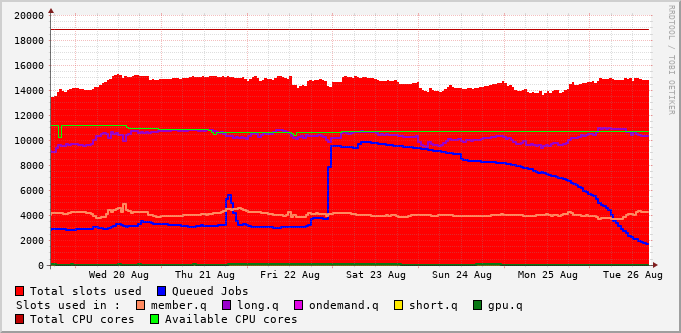 20000
18000
16000
14000
12000
10000
8000
6000
4000
2000
0
Wed 20 Aug Thu 21 Aug Fri 22 Aug Sat 23 Aug Sun 24 Aug Mon 25 Aug Tue 26 Aug
Total slots used Queued Jobs
Slots used in : member.q long.q ondemand.q short.q gpu.q
Total CPU cores Available CPU cores
RRDTOOL / TOBI OETIKER